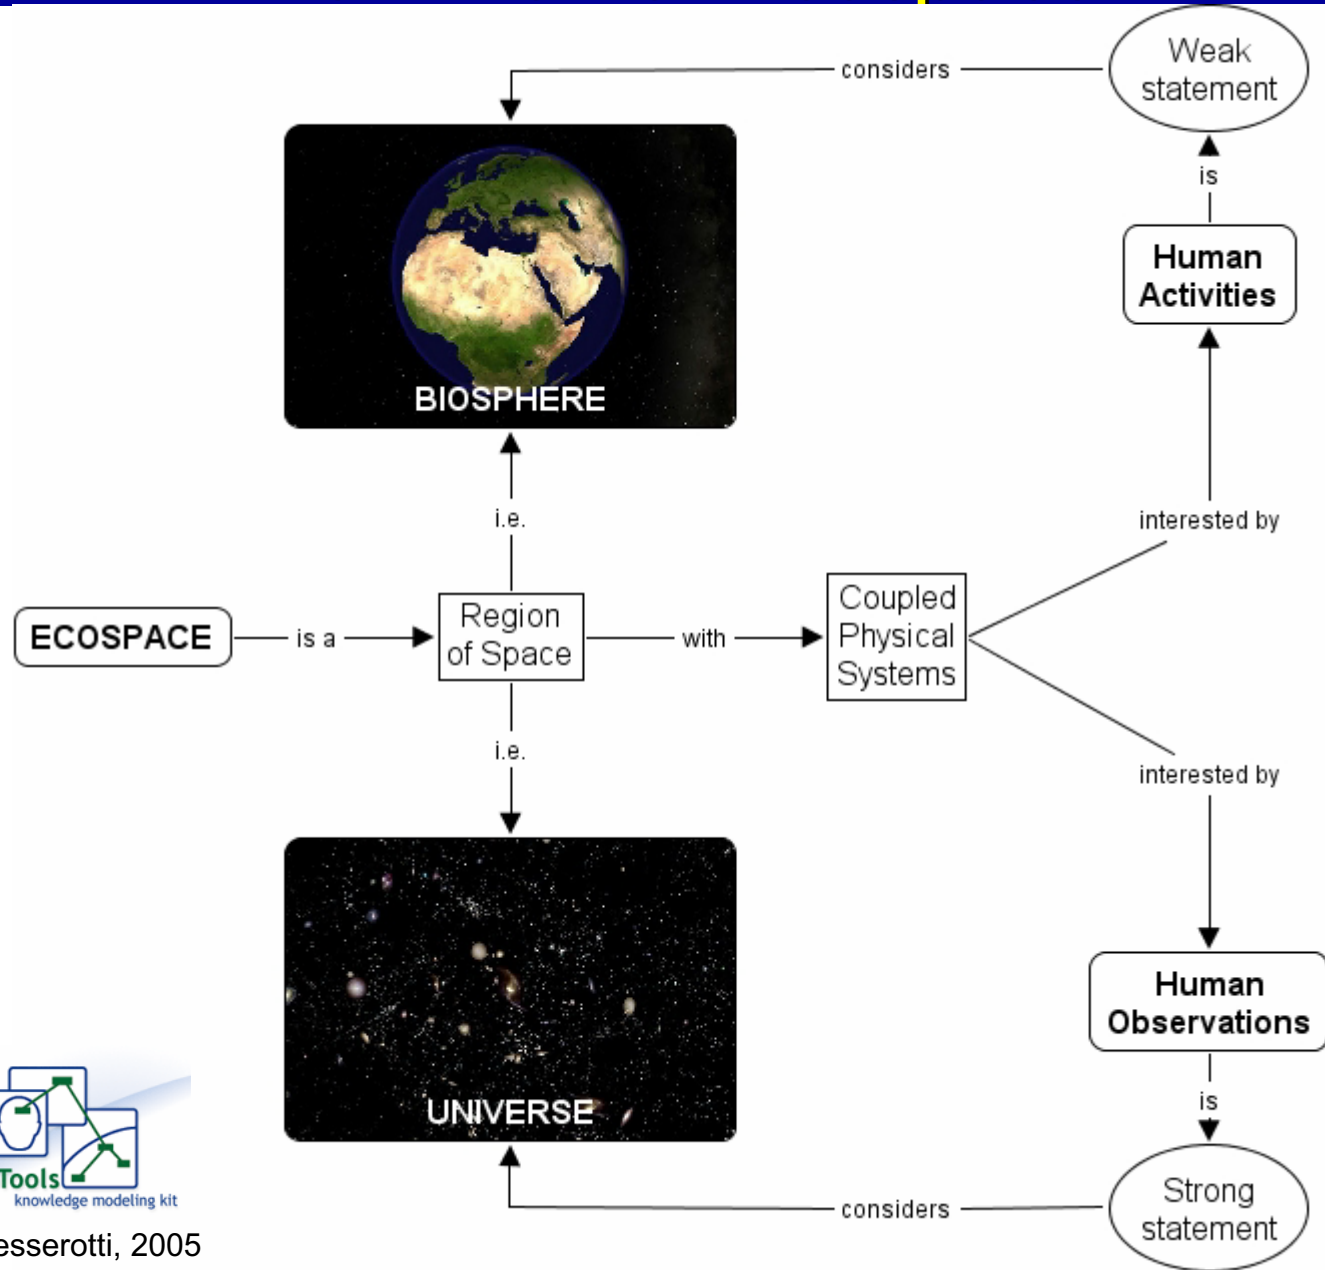 Weak
statement
considers
is
Human
Activities
BIOSPHERE
i.e.
interested by
ECOSPACE
is a
Region
of Space
with
Coupled
Physical
Systems
i.e.
interested by
UNIVERSE
Human
Observations
is
Strong
statement
considers
Tools
knowledge modeling kit
esserotti, 2005